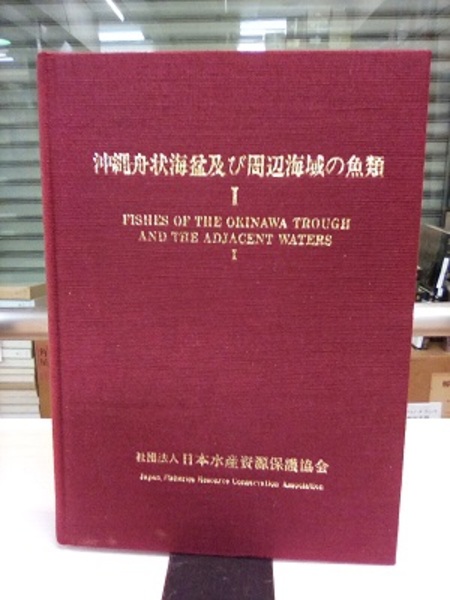 沖縄舟状海盆及び周辺海域の魚類
I
FISHES OF THE OKINAWA TROUGH
AND THE ADJACENT WATERS
I
社団法人 日本水産資源保護協会
Japan Fisheries Resource Conservation Association